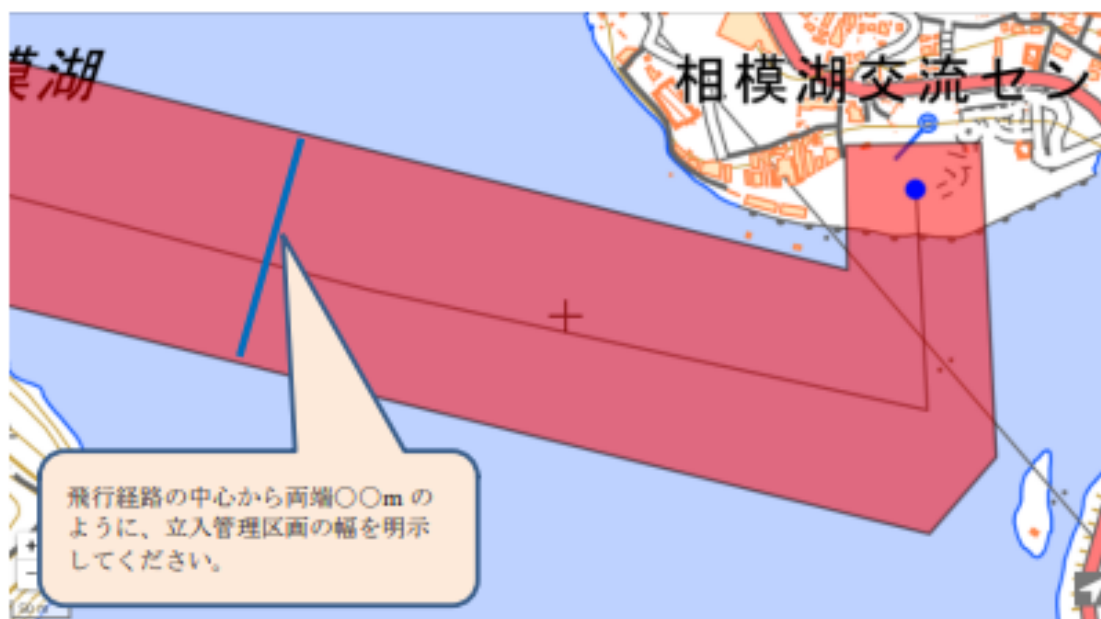 模湖
相模湖交流セン
飛行経路の中心から両端○○m の
ように、立入管理区画の幅を明示
してください。